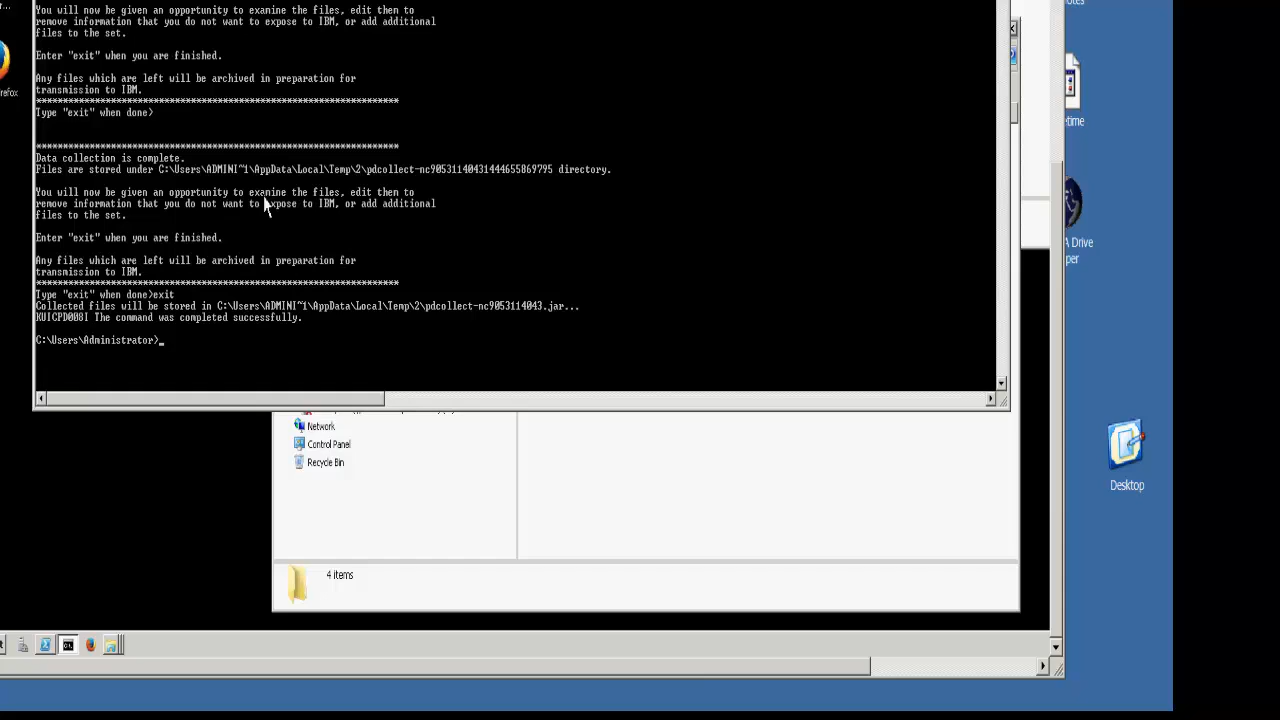 You will now be given an opportunity to examine the files, edit then to
remove information that you do not want to expose to IBM, or add additional
files to the set.
Enter "exit" when you are finished.
Any files which are left will be archived in preparation for
transmission to IBM.
********************************************************************
Type "exit" when done>
********************************************************************
Data collection is complete.
Files are stored under C:\Users\ADMINI~1\AppData\Local\Temp\2\pdcollect-nc90531140431444655869795 directory.
You will now be given an opportunity to examine the files, edit then to
remove information that you do not want to expose to IBM, or add additional
files to the set.
Enter "exit" when you are finished.
Any files which are left will be archived in preparation for
transmission to IBM.
********************************************************************
Type "exit" when done>exit
Collected files will be stored in C:\Users\ADMINI~1\AppData\Local\Temp\2\pdcollect-nc9053114043.jar...
KUICPD008I The command was completed successfully.
C:\Users\Administrator>_
Network
Control Panel
Recycle Bin
4 items
Desktop